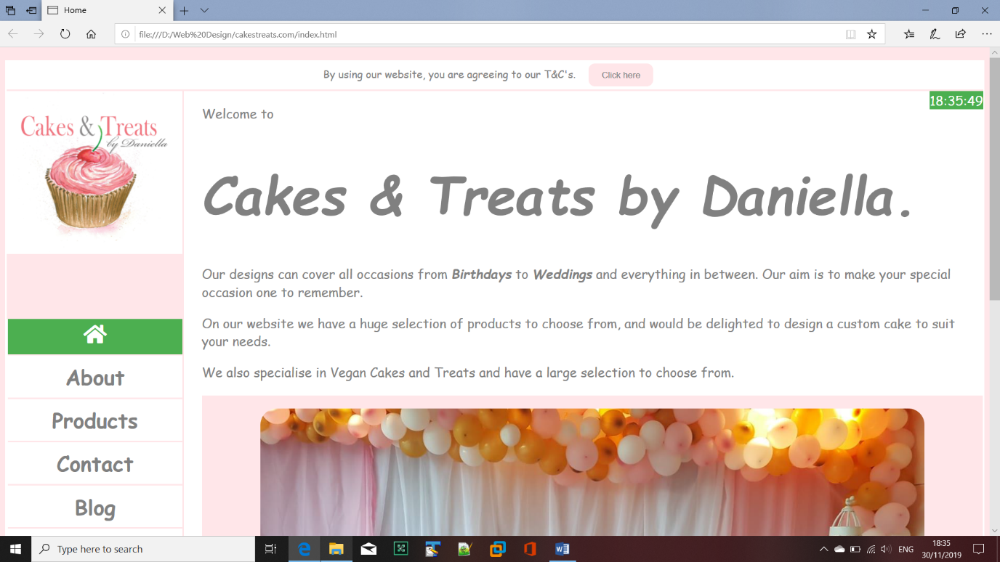 Home
file:///D:/Web%20Design/cakestreats.com/index.html
By using our website, you are agreeing to our T&C's.
Click here
Cakes & Treats
by Daniella
Welcome to
18:35:49
Cakes & Treats by Daniella.
Our designs can cover all occasions from Birthdays to Weddings and everything in between. Our aim is to make your special
occasion one to remember.
On our website we have a huge selection of products to choose from, and would be delighted to design a custom cake to suit
your needs.
We also specialise in Vegan Cakes and Treats and have a large selection to choose from.
About
Products
Contact
Blog
Type here to search
ENG
18:35
30/11/2019